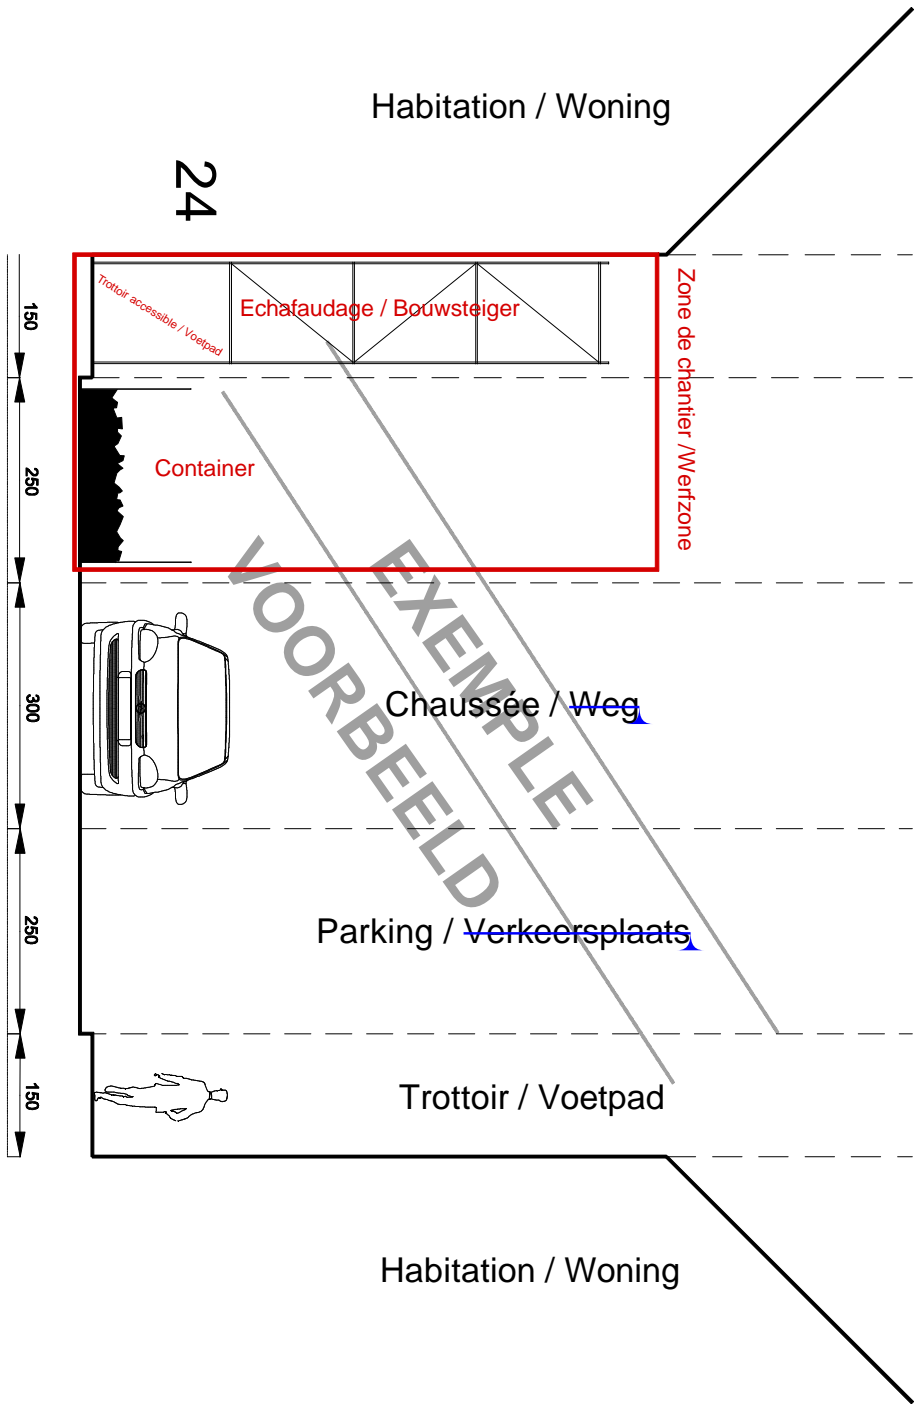 Habitation / Woning
24
Trottoir accessible / Voetpad
Echafaudage / Bouwsteiger
Zone de chantier /Werfzone
150
Container
250
EXEMPLE
VOORBEELD
Chaussée / Weg
300
Parking / Verkeersplaats
250
Trottoir / Voetpad
150
Habitation / Woning